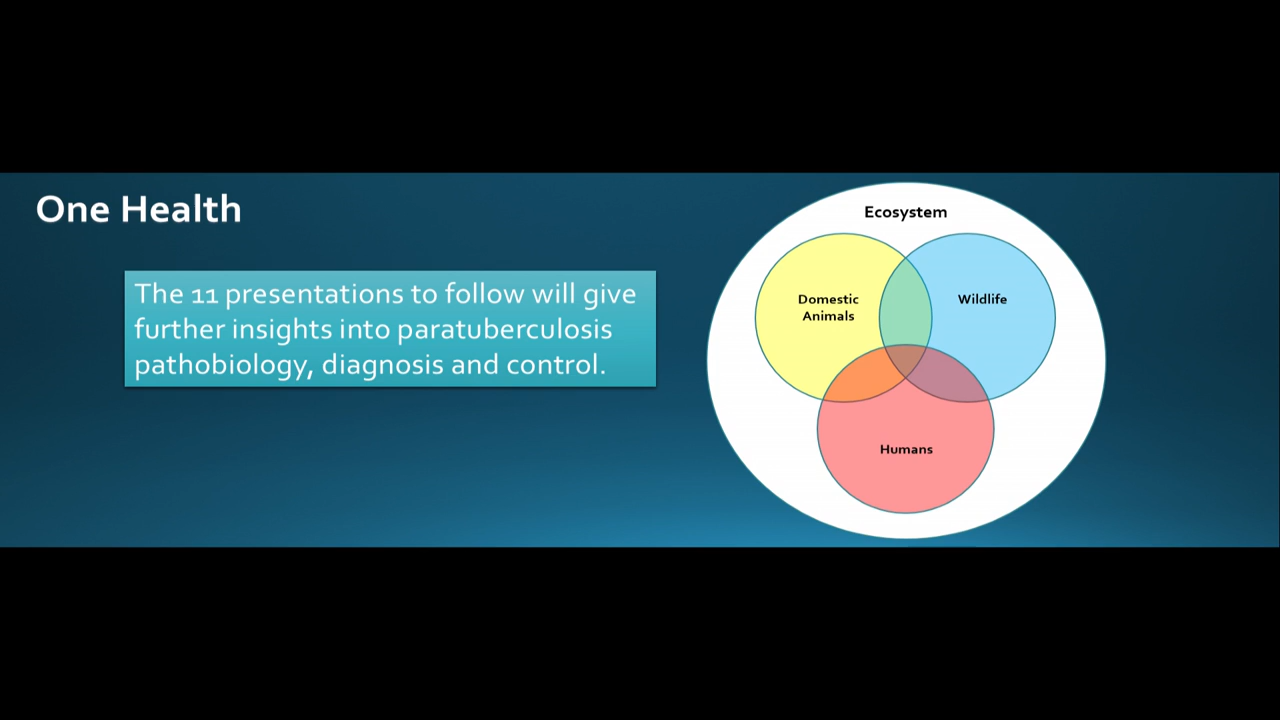 One Health
The 11 presentations to follow will give
further insights into paratuberculosis
pathobiology, diagnosis and control.
Ecosystem
Domestic
Animals
Wildlife
Humans